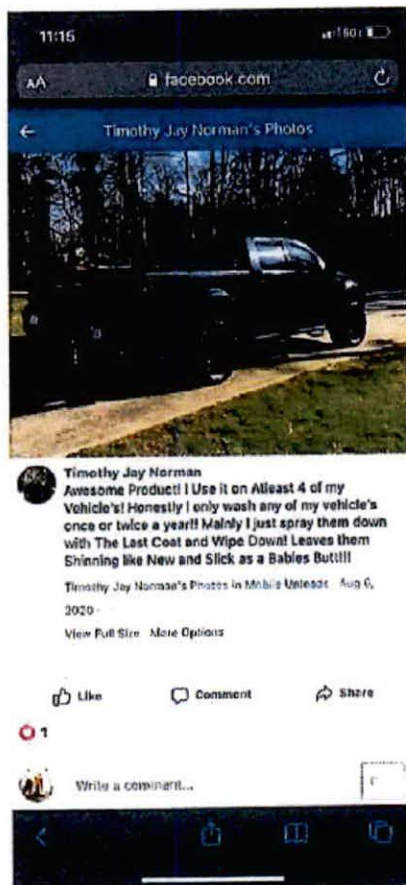 11:15
AA facebook.com
Timothy Jay Norman's Photos
Timothy Jay Norman
Awesome Product! I Use it on Atleast 4 of my
Vehicle's! Honestly I only wash any of my vehicle's
once or twice a year!! Mainly I just spray them down
with The Last Coat and Wipe Down! Leaves them
Shinning like New and Slick as a Babies Butt!!!
Timothy Jay Norman's Photos in Mobile Uploads · Aug 6,
2020 ·
View Full Size · More Options
Like Comment Share
1
Write a comment...